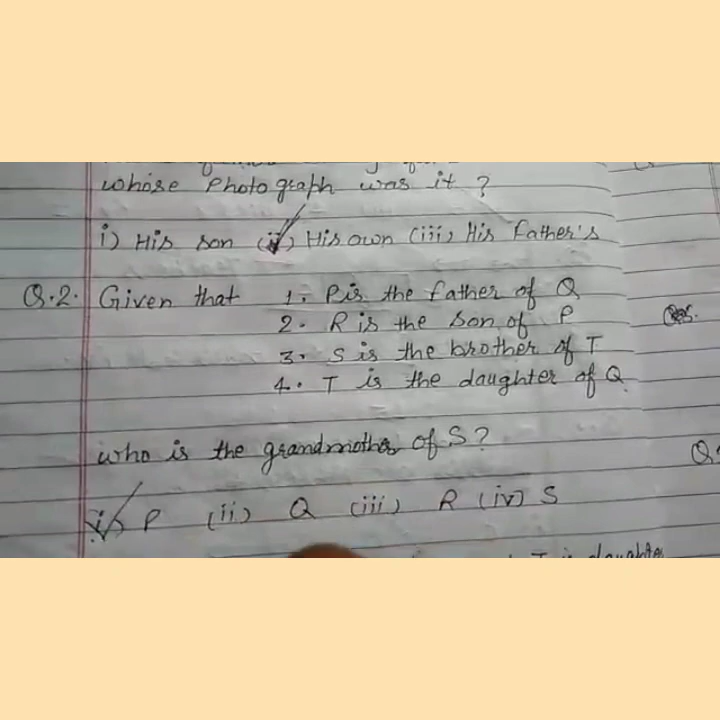 whose Photograph was it ?
i) His son (ii) His own (iii) His Father's
Q.2. Given that 1. P is the father of Q
2. R is the son of P
3. S is the brother of T
4. T is the daughter of Q
who is the grandmother of S?
i) P (ii) Q (iii) R (iv) S
T is daughter